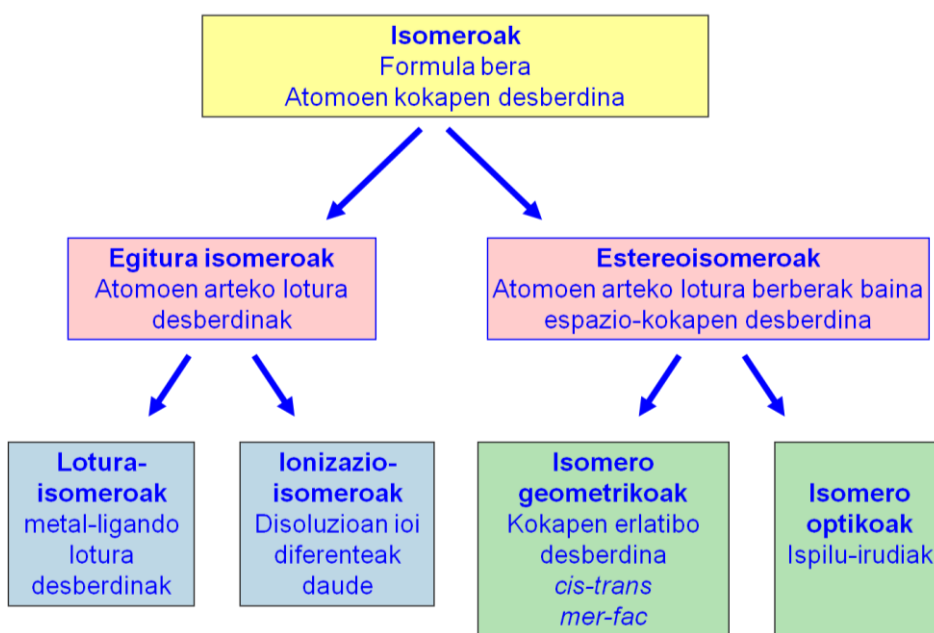 Isomeroak
Formula bera
Atomoen kokapen desberdina
Egitura isomeroak
Atomoen arteko lotura
desberdinak
Estereoisomeroak
Atomoen arteko lotura berberak baina
espazio-kokapen desberdina
Lotura-
isomeroak
metal-ligando
lotura
desberdinak
Ionizazio-
isomeroak
Disoluzioan ioi
diferenteak
daude
Isomero
geometrikoak
Kokapen erlatibo
desberdina
cis-trans
mer-fac
Isomero
optikoak
Ispilu-irudiak